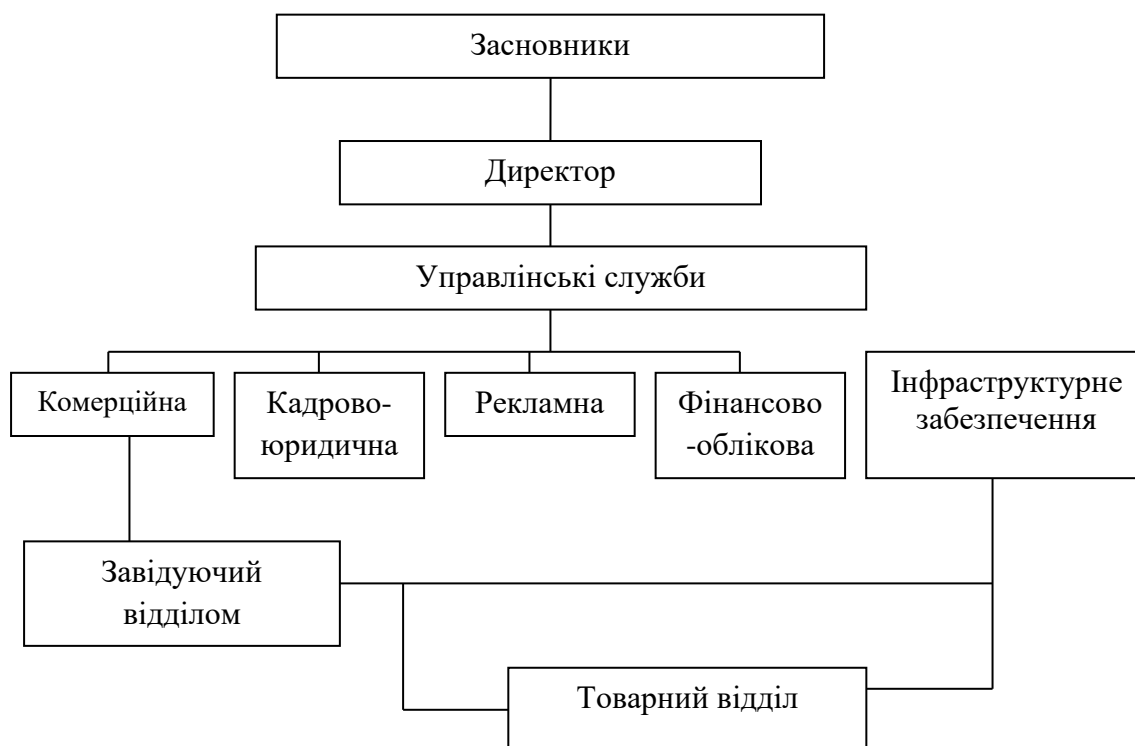 Засновники
Директор
Управлінські служби
Комерційна
Кадрово-
юридична
Рекламна
Фінансово
-облікова
Інфраструктурне
забезпечення
Завідуючий
відділом
Товарний відділ